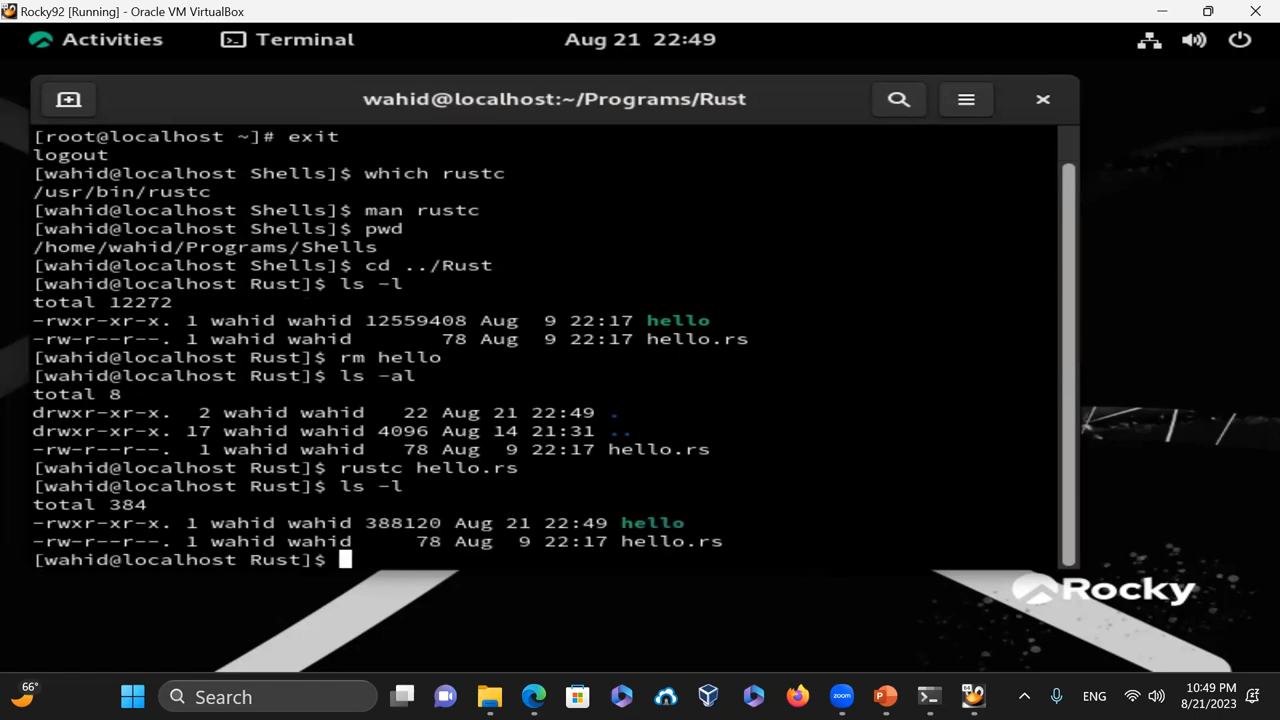 Rocky92 [Running] - Oracle VM VirtualBox
Activities Terminal Aug 21 22:49
wahid@localhost:~/Programs/Rust
[root@localhost ~]# exit
logout
[wahid@localhost Shells]$ which rustc
/usr/bin/rustc
[wahid@localhost Shells]$ man rustc
[wahid@localhost Shells]$ pwd
/home/wahid/Programs/Shells
[wahid@localhost Shells]$ cd ../Rust
[wahid@localhost Rust]$ ls -l
total 12272
-rwxr-xr-x. 1 wahid wahid 12559408 Aug  9 22:17 hello
-rw-r--r--. 1 wahid wahid       78 Aug  9 22:17 hello.rs
[wahid@localhost Rust]$ rm hello
[wahid@localhost Rust]$ ls -al
total 8
drwxr-xr-x.  2 wahid wahid   22 Aug 21 22:49 .
drwxr-xr-x. 17 wahid wahid 4096 Aug 14 21:31 ..
-rw-r--r--.  1 wahid wahid   78 Aug  9 22:17 hello.rs
[wahid@localhost Rust]$ rustc hello.rs
[wahid@localhost Rust]$ ls -l
total 384
-rwxr-xr-x. 1 wahid wahid 388120 Aug 21 22:49 hello
-rw-r--r--. 1 wahid wahid     78 Aug  9 22:17 hello.rs
[wahid@localhost Rust]$
Rocky
66°
Search
zoom
P
ENG
10:49 PM
8/21/2023